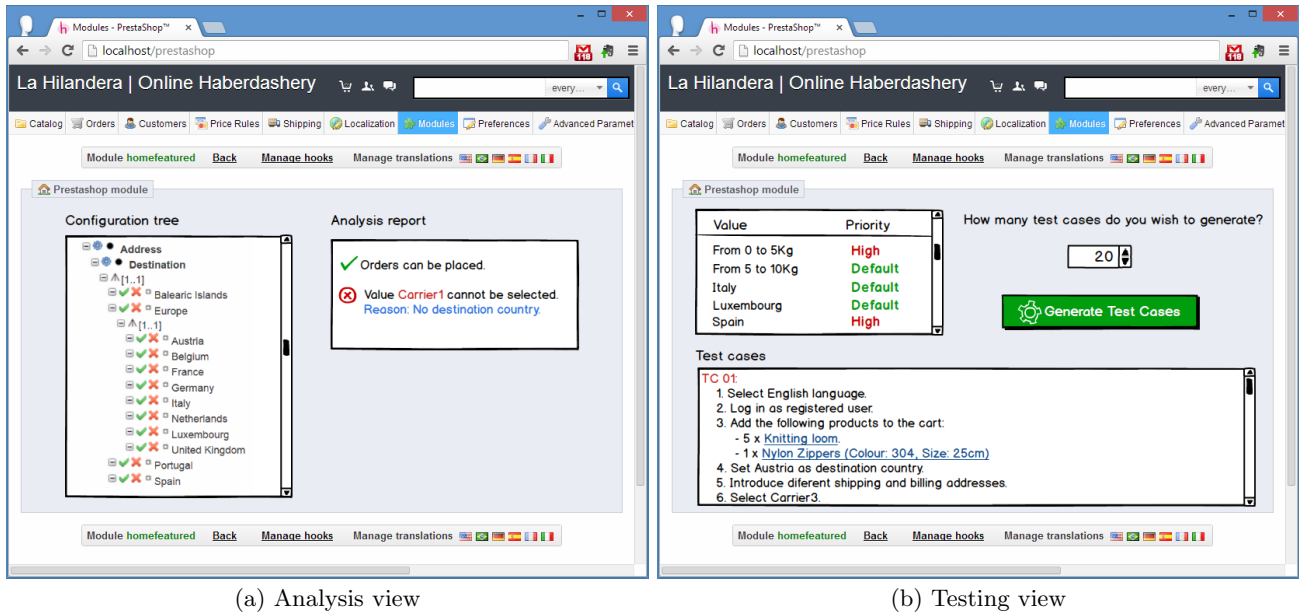 Modules - PrestaShop™ ×
localhost/prestashop
118
La Hilandera | Online Haberdashery
every...
Catalog Orders Customers Price Rules Shipping Localization Modules Preferences Advanced Paramet
Module homefeatured Back Manage hooks Manage translations
Prestashop module
Configuration tree
Address
Destination
[1..1]
Balearic Islands
Europe
[1..1]
Austria
Belgium
France
Germany
Italy
Netherlands
Luxembourg
United Kingdom
Portugal
Spain
Analysis report
Orders can be placed.
Value Carrier1 cannot be selected.
Reason: No destination country.
Module homefeatured Back Manage hooks Manage translations
(a) Analysis view
Modules - PrestaShop™ ×
localhost/prestashop
118
La Hilandera | Online Haberdashery
every...
Catalog Orders Customers Price Rules Shipping Localization Modules Preferences Advanced Paramet
Module homefeatured Back Manage hooks Manage translations
Prestashop module
Value Priority
From 0 to 5Kg High
From 5 to 10Kg Default
Italy Default
Luxembourg Default
Spain High
How many test cases do you wish to generate?
20
Generate Test Cases
Test cases
TC 01:
1. Select English language.
2. Log in as registered user.
3. Add the following products to the cart:
- 5 x Knitting loom.
- 1 x Nylon Zippers (Colour: 304, Size: 25cm)
4. Set Austria as destination country.
5. Introduce diferent shipping and billing addresses.
6. Select Carrier3.
Module homefeatured Back Manage hooks Manage translations
(b) Testing view